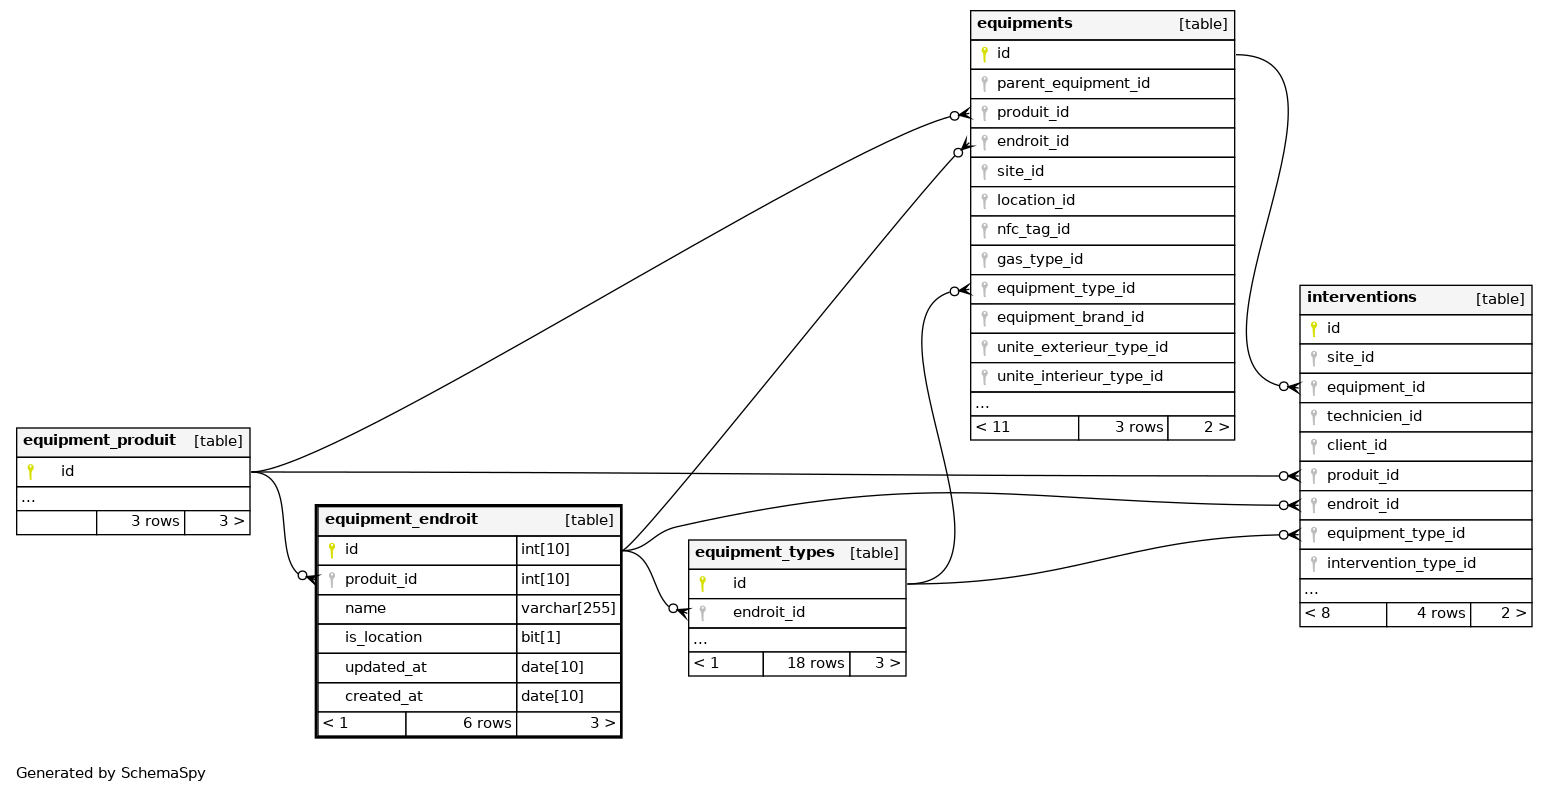 equipments [table]
id
parent_equipment_id
produit_id
endroit_id
site_id
location_id
nfc_tag_id
gas_type_id
equipment_type_id
equipment_brand_id
unite_exterieur_type_id
unite_interieur_type_id
...
< 11 3 rows 2 >
interventions [table]
id
site_id
equipment_id
technicien_id
client_id
produit_id
endroit_id
equipment_type_id
intervention_type_id
...
< 8 4 rows 2 >
equipment_produit [table]
id
...
3 rows 3 >
equipment_endroit [table]
id int[10]
produit_id int[10]
name varchar[255]
is_location bit[1]
updated_at date[10]
created_at date[10]
< 1 6 rows 3 >
equipment_types [table]
id
endroit_id
...
< 1 18 rows 3 >
Generated by SchemaSpy